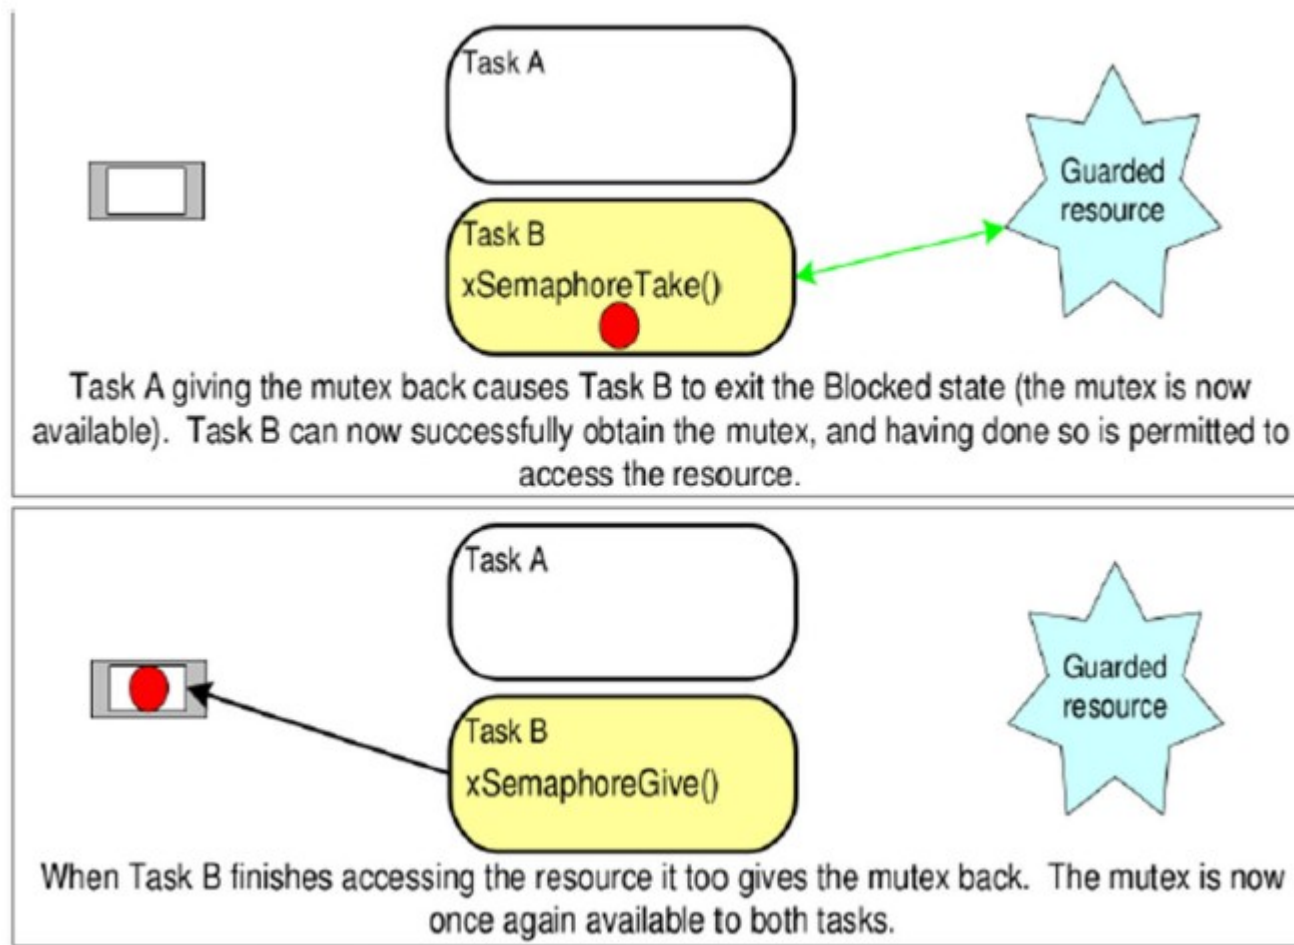 Task A
Guarded
resource
Task B
xSemaphoreTake()
Task A giving the mutex back causes Task B to exit the Blocked state (the mutex is now
available). Task B can now successfully obtain the mutex, and having done so is permitted to
access the resource.
Task A
Guarded
resource
Task B
xSemaphoreGive()
When Task B finishes accessing the resource it too gives the mutex back. The mutex is now
once again available to both tasks.